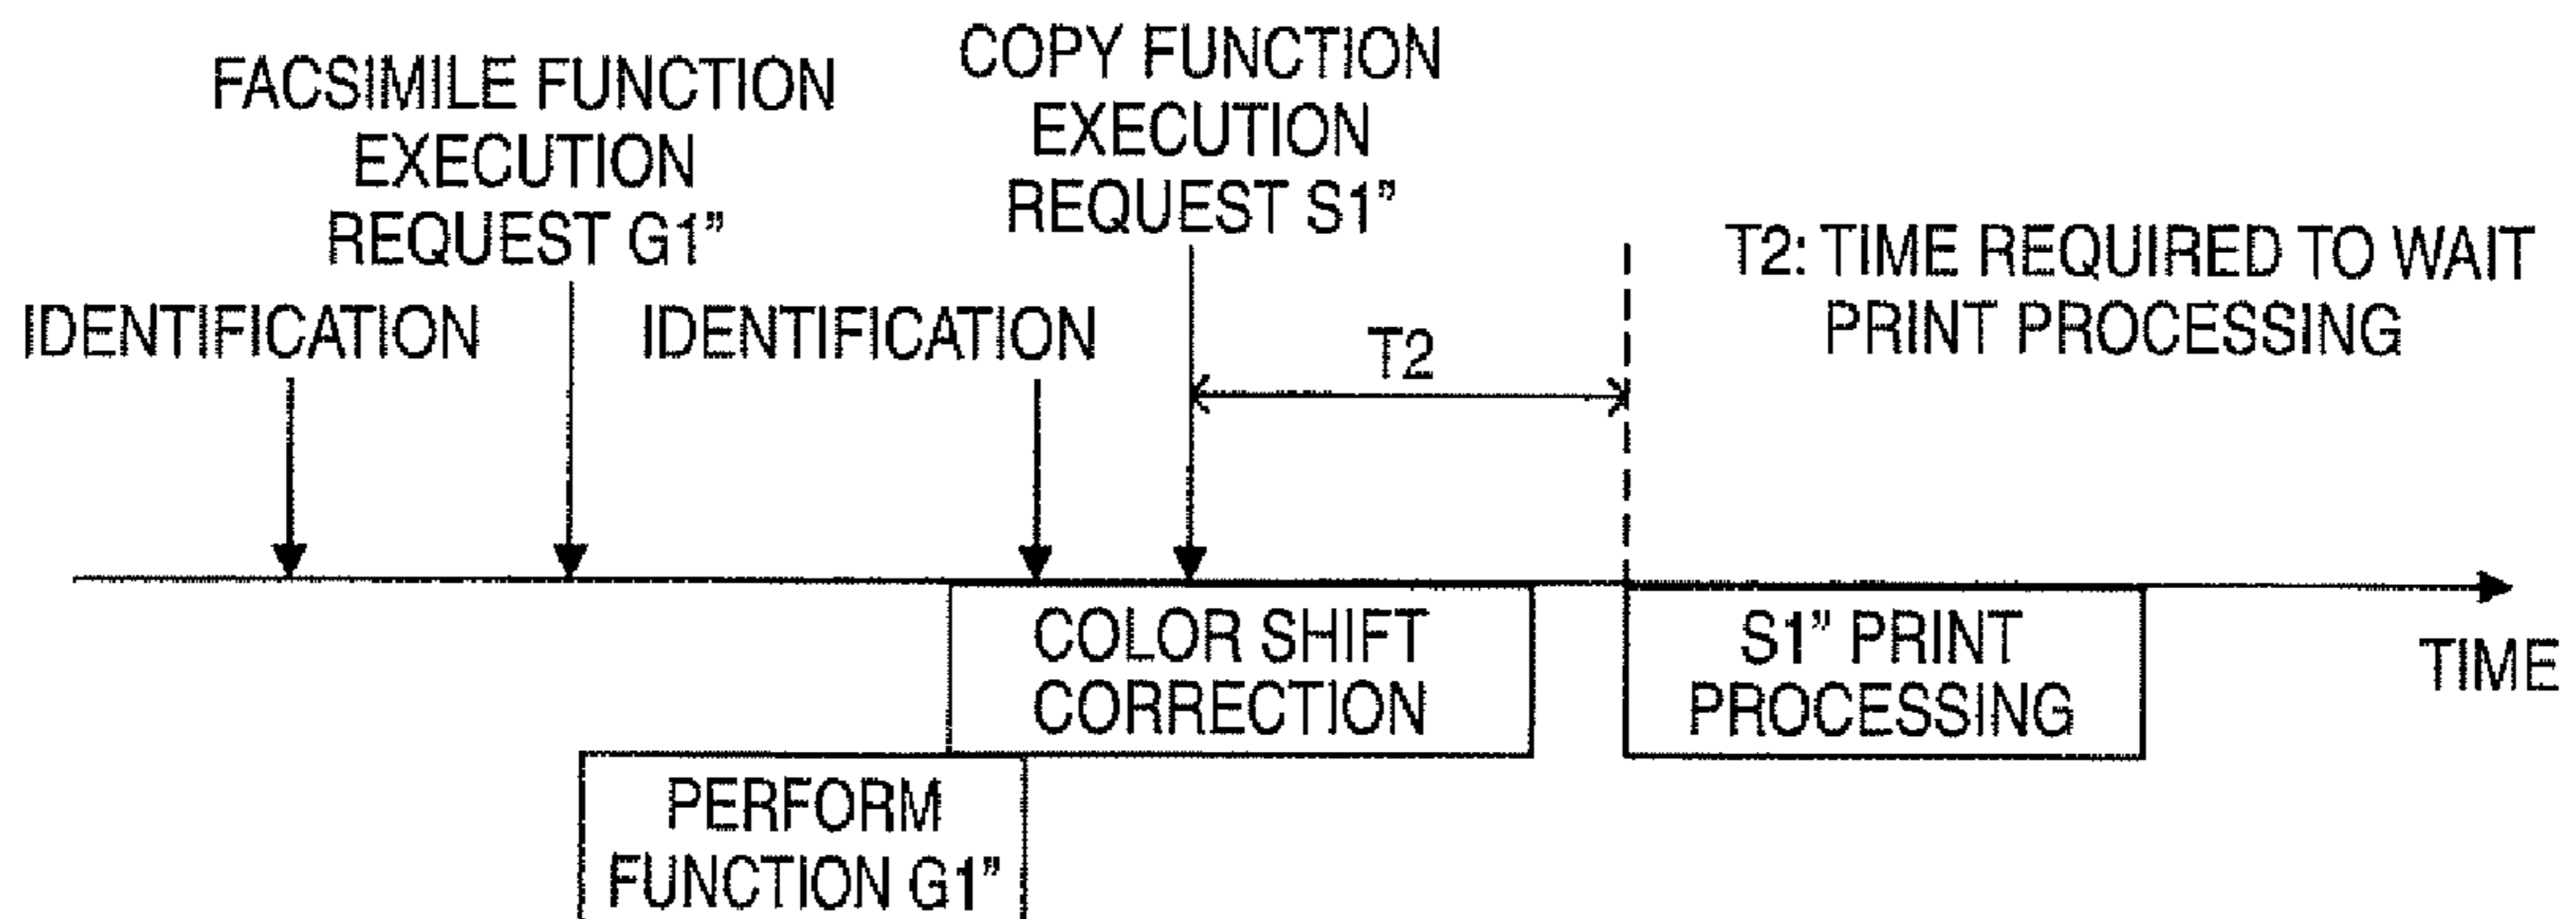 FACSIMILE FUNCTION
EXECUTION
REQUEST G1”
COPY FUNCTION
EXECUTION
REQUEST S1”
IDENTIFICATION
IDENTIFICATION
T2
T2: TIME REQUIRED TO WAIT
PRINT PROCESSING
COLOR SHIFT
CORRECTION
S1” PRINT
PROCESSING
TIME
PERFORM
FUNCTION G1”